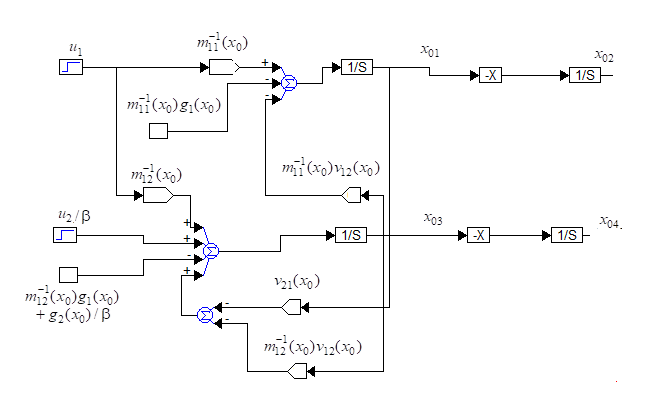 u₁
m₁₁⁻¹(x₀)
x₀₁
x₀₂
+
-
-
Σ
1/S
-X
1/S
m₁₁⁻¹(x₀)g₁(x₀)
m₁₂⁻¹(x₀)
m₁₁⁻¹(x₀)v₁₂(x₀)
u₂/β
x₀₃
x₀₄.
+
+
-
+
Σ
1/S
-X
1/S
m₁₂⁻¹(x₀)g₁(x₀)
+ g₂(x₀)/β
v₂₁(x₀)
-
-
Σ
m₁₂⁻¹(x₀)v₁₂(x₀)